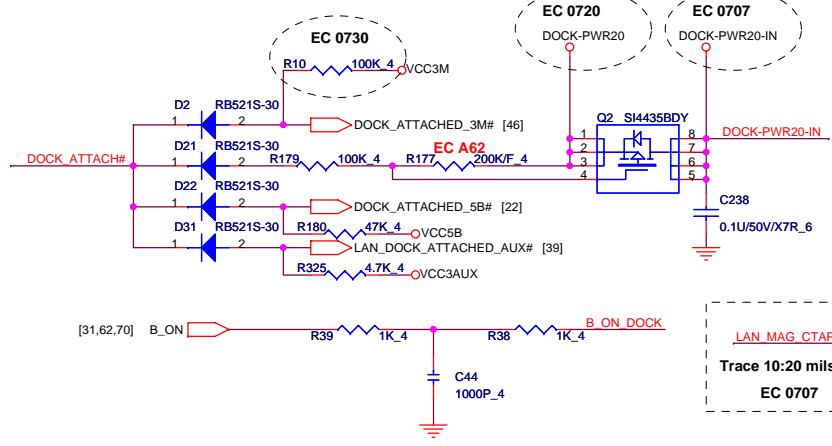 EC 0720
EC 0707
DOCK-PWR20
DOCK-PWR20-IN
EC 0730
R10
100K_4
VCC3M
D2
RB521S-30
1
2
DOCK_ATTACHED_3M# [46]
Q2
SI4435BDY
1
2
3
4
8
7
6
5
DOCK-PWR20-IN
DOCK_ATTACH#
D21
RB521S-30
1
2
R179
100K_4
EC A62
R177
200K/F_4
D22
RB521S-30
1
2
DOCK_ATTACHED_5B# [22]
R180
47K_4
VCC5B
C238
0.1U/50V/X7R_6
D31
RB521S-30
1
2
LAN_DOCK_ATTACHED_AUX# [39]
R325
4.7K_4
VCC3AUX
[31,62,70]
B_ON
R39
1K_4
R38
1K_4
B_ON_DOCK
C44
1000P_4
LAN_MAG_CTAP
Trace 10:20 mils
EC 0707